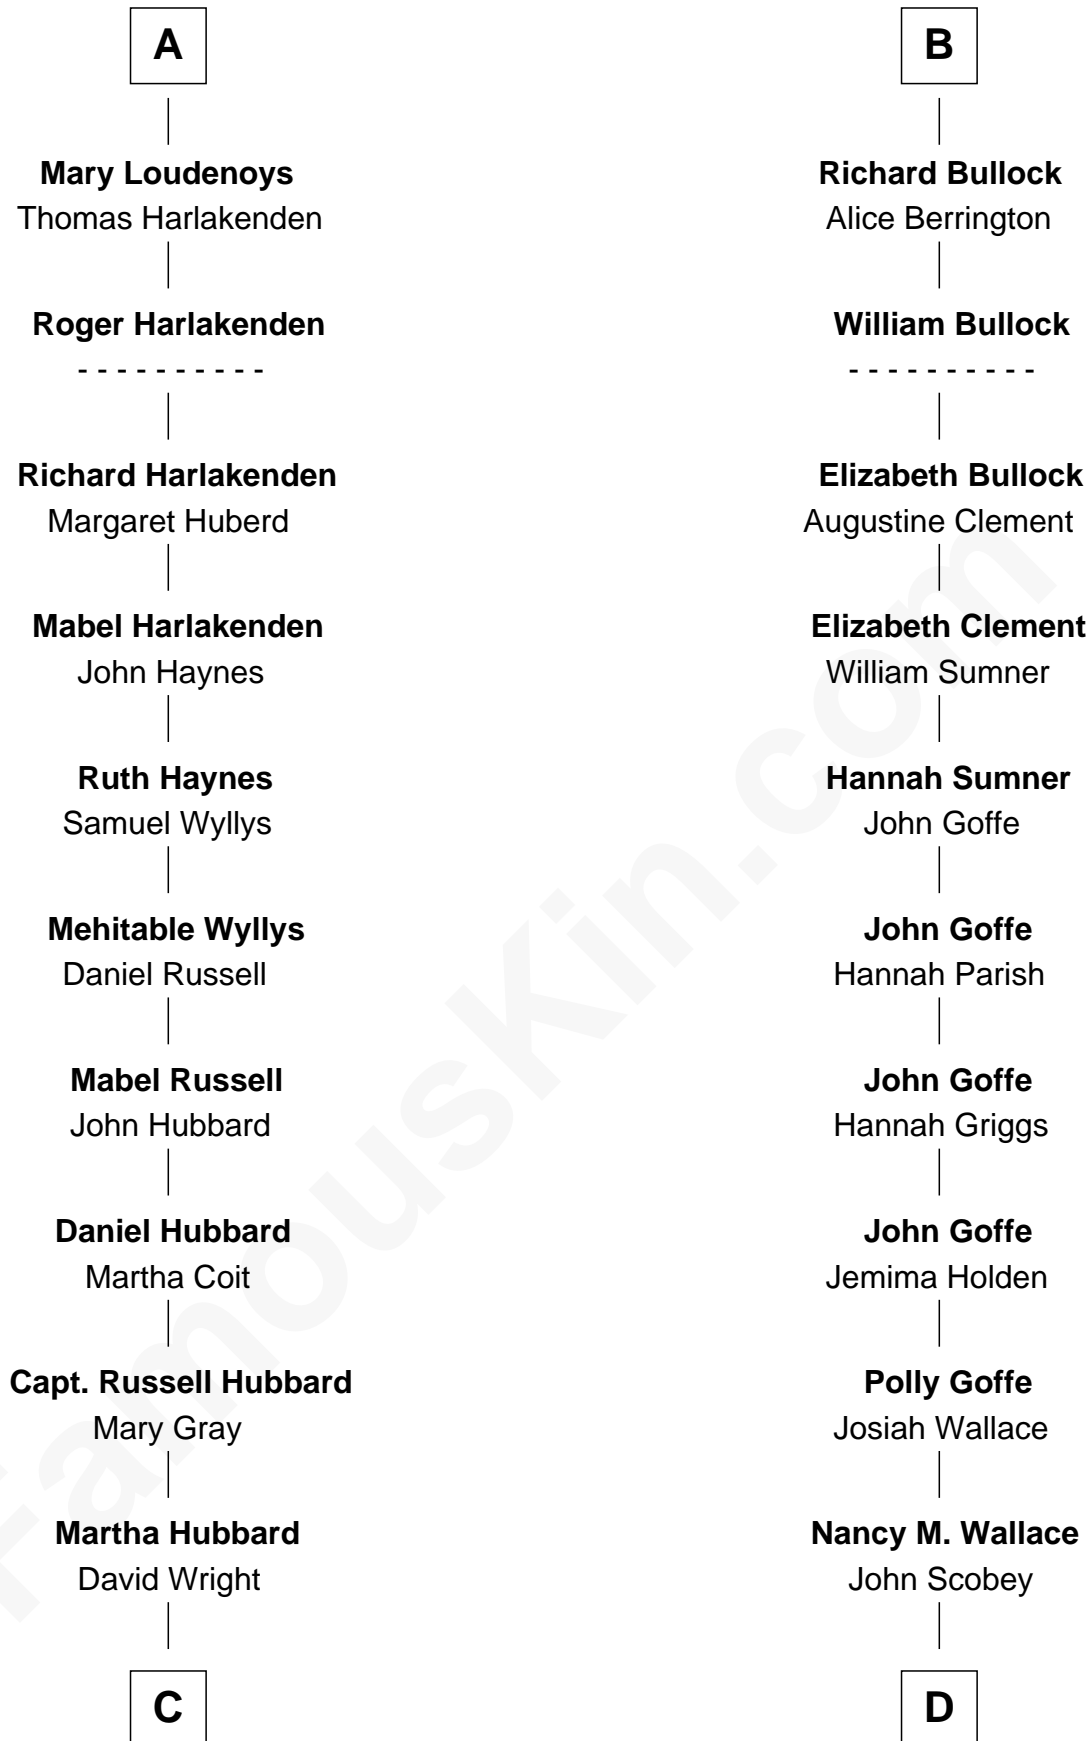 A
Mary Loudenoys
Thomas Harlakenden
Roger Harlakenden
- - - - - - - - - -
Richard Harlakenden
Margaret Huberd
Mabel Harlakenden
John Haynes
Ruth Haynes
Samuel Wyllys
Mehitable Wyllys
Daniel Russell
Mabel Russell
John Hubbard
Daniel Hubbard
Martha Coit
Capt. Russell Hubbard
Mary Gray
Martha Hubbard
David Wright
C
B
Richard Bullock
Alice Berrington
William Bullock
- - - - - - - - - -
Elizabeth Bullock
Augustine Clement
Elizabeth Clement
William Sumner
Hannah Sumner
John Goffe
John Goffe
Hannah Parish
John Goffe
Hannah Griggs
John Goffe
Jemima Holden
Polly Goffe
Josiah Wallace
Nancy M. Wallace
John Scobey
D
FamousKin.com